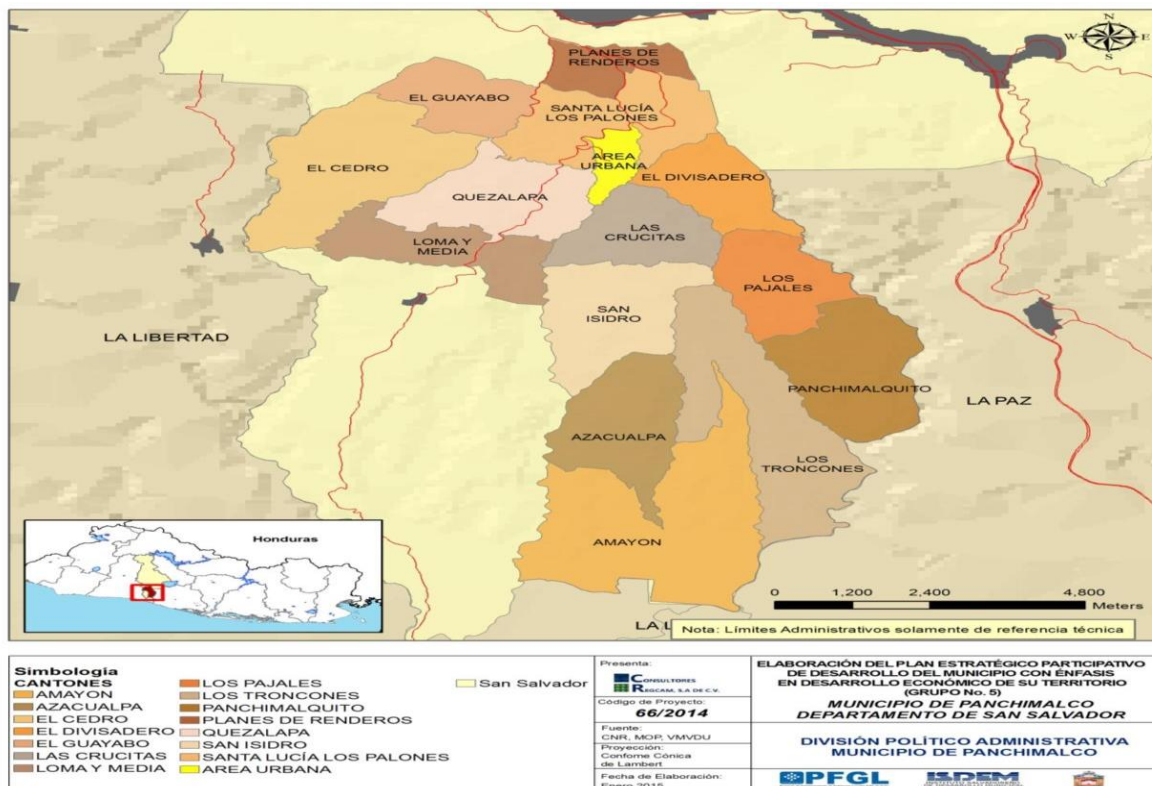 N
W E
S
PLANES DE
RENDEROS
EL GUAYABO
SANTA LUCÍA
LOS PALONES
EL CEDRO
AREA
URBANA
EL DIVISADERO
QUEZALAPA
LAS
CRUCITAS
LOMA Y
MEDIA
LOS
PAJALES
SAN
ISIDRO
LA LIBERTAD
PANCHIMALQUITO
LA PAZ
AZACUALPA
LOS
TRONCONES
AMAYON
Honduras
0 1,200 2,400 4,800
Meters
LA L
Nota: Límites Administrativos solamente de referencia técnica
Simbología
CANTONES
AMAYON
AZACUALPA
EL CEDRO
EL DIVISADERO
EL GUAYABO
LAS CRUCITAS
LOMA Y MEDIA
LOS PAJALES
LOS TRONCONES
PANCHIMALQUITO
PLANES DE RENDEROS
QUEZALAPA
SAN ISIDRO
SANTA LUCÍA LOS PALONES
AREA URBANA
San Salvador
Presenta:
CONSULTORES
REGCAM, S.A DE C.V.
Código de Proyecto:
66/2014
Fuente:
CNR, MOP, VMVDU
Proyección:
Conforme Cónica
de Lambert
Fecha de Elaboración:
Enero 2015
ELABORACIÓN DEL PLAN ESTRATÉGICO PARTICIPATIVO
DE DESARROLLO DEL MUNICIPIO CON ÉNFASIS
EN DESARROLLO ECONÓMICO DE SU TERRITORIO
(GRUPO No. 5)
MUNICIPIO DE PANCHIMALCO
DEPARTAMENTO DE SAN SALVADOR
DIVISIÓN POLÍTICO ADMINISTRATIVA
MUNICIPIO DE PANCHIMALCO
PFGL
ISDEM